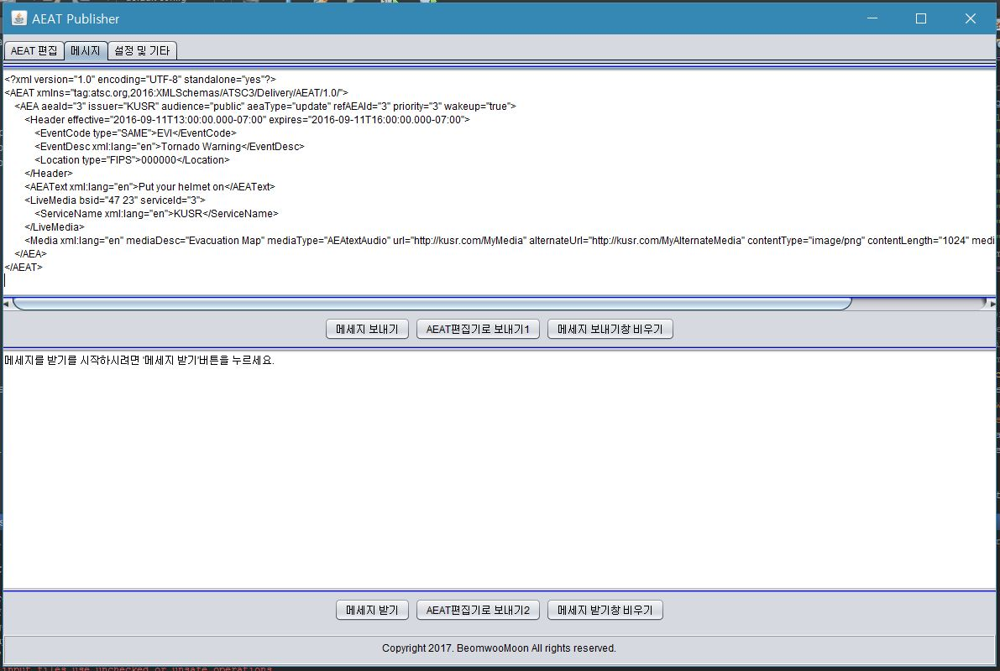 AEAT Publisher
AEAT 편집 메시지 설정 및 기타
<?xml version="1.0" encoding="UTF-8" standalone="yes"?>
<AEAT xmlns="tag:atsc.org,2016:XMLSchemas/ATSC3/Delivery/AEAT/1.0/">
<AEA aeaId="3" issuer="KUSR" audience="public" aeaType="update" refAEAId="3" priority="3" wakeup="true">
<Header effective="2016-09-11T13:00:00.000-07:00" expires="2016-09-11T16:00:00.000-07:00">
<EventCode type="SAME">EVI</EventCode>
<EventDesc xml:lang="en">Tornado Warning</EventDesc>
<Location type="FIPS">000000</Location>
</Header>
<AEAText xml:lang="en">Put your helmet on</AEAText>
<LiveMedia bsid="47 23" serviceId="3">
<ServiceName xml:lang="en">KUSR</ServiceName>
</LiveMedia>
<Media xml:lang="en" mediaDesc="Evacuation Map" mediaType="AEAtextAudio" url="http://kusr.com/MyMedia" alternateUrl="http://kusr.com/MyAlternateMedia" contentType="image/png" contentLength="1024" medi
</AEA>
</AEAT>
메세지 보내기 AEAT편집기로 보내기1 메세지 보내기창 비우기
메세지를 받기를 시작하시려면 '메세지 받기'버튼을 누르세요.
메세지 받기 AEAT편집기로 보내기2 메세지 받기창 비우기
Copyright 2017. BeomwooMoon All rights reserved.
input files use unchecked or unsafe operations